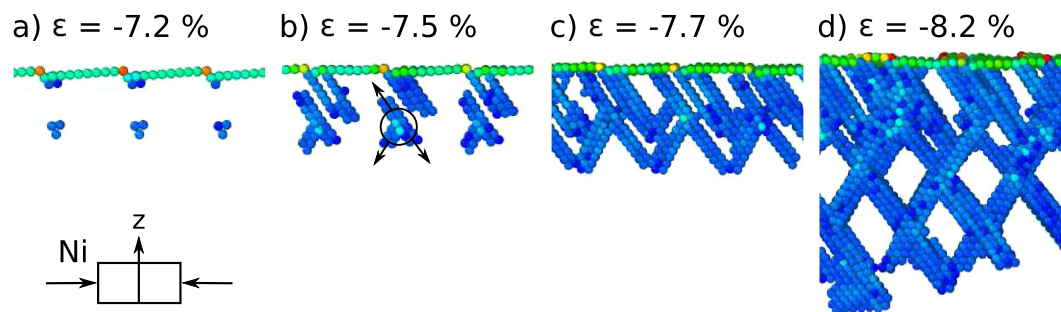 a) ε = -7.2 %
b) ε = -7.5 %
c) ε = -7.7 %
d) ε = -8.2 %
z
Ni